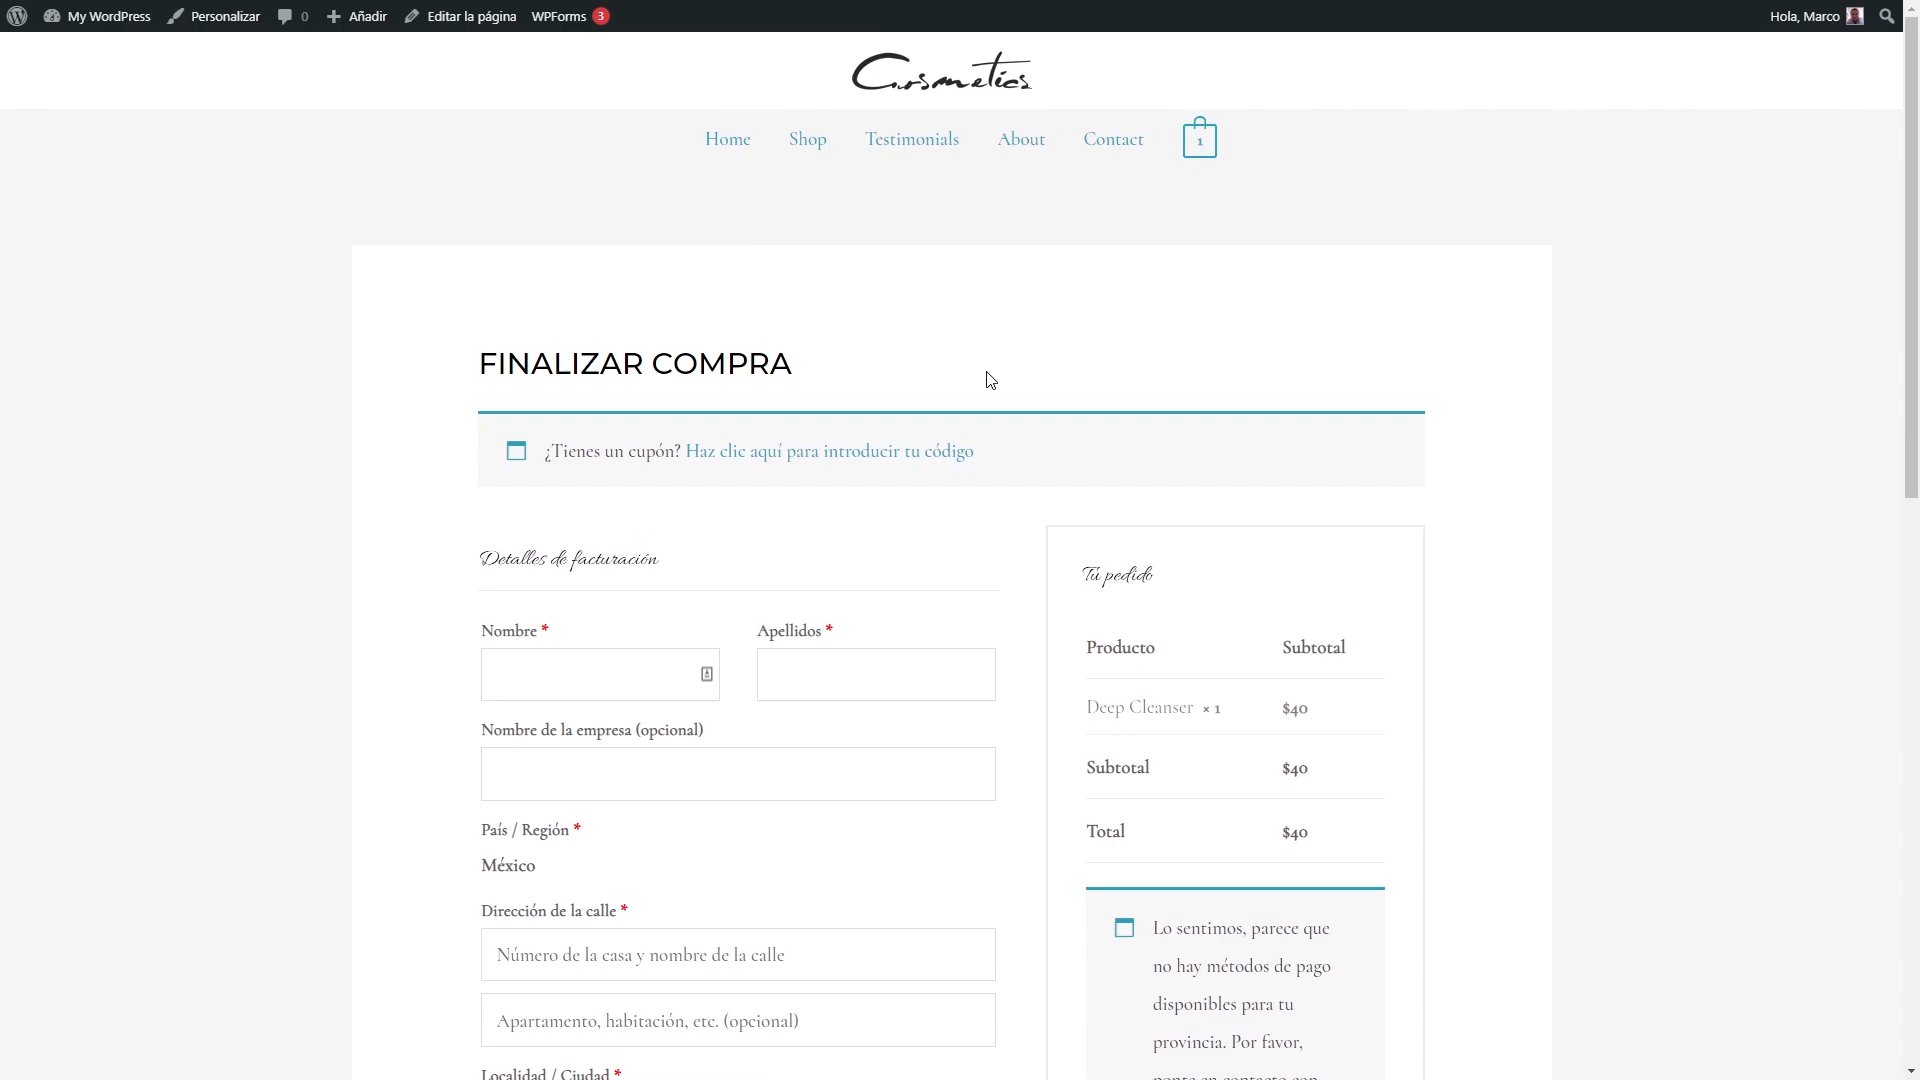 My WordPress Personalizar 0 Añadir Editar la página WPForms 3 Hola, Marco
Cosmetics
Home Shop Testimonials About Contact 1
FINALIZAR COMPRA
¿Tienes un cupón? Haz clic aquí para introducir tu código
Detalles de facturación
Nombre *
Apellidos *
Nombre de la empresa (opcional)
País / Región *
México
Dirección de la calle *
Número de la casa y nombre de la calle
Apartamento, habitación, etc. (opcional)
Localidad / Ciudad *
Tu pedido
Producto Subtotal
Deep Cleanser × 1 $40
Subtotal $40
Total $40
Lo sentimos, parece que
no hay métodos de pago
disponibles para tu
provincia. Por favor,
ponte en contacto con